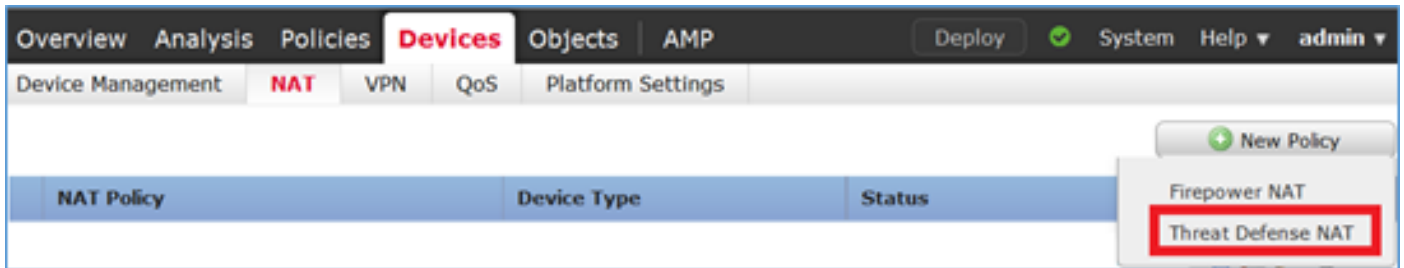 Overview Analysis Policies Devices Objects AMP Deploy System Help admin
Device Management NAT VPN QoS Platform Settings
New Policy
NAT Policy Device Type Status
Firepower NAT
Threat Defense NAT